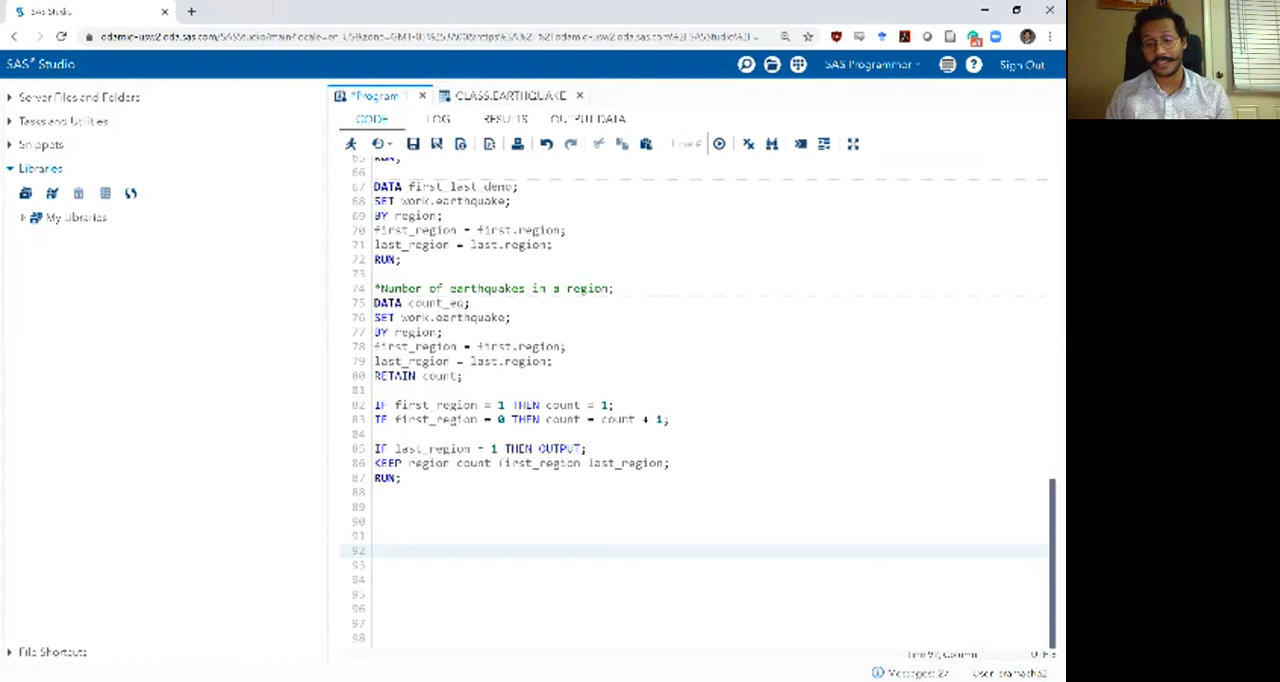 SAS Studio
SAS® Studio
SAS Programmer
Sign Out
Server Files and Folders
Tasks and Utilities
Snippets
Libraries
My Libraries
File Shortcuts
*Program 1
CLASS.EARTHQUAKE
CODE
LOG
RESULTS
OUTPUT DATA
Line #
65 RUN;
66
67 DATA first_last_demo;
68 SET work.earthquake;
69 BY region;
70 first_region = first.region;
71 last_region = last.region;
72 RUN;
73
74 *Number of earthquakes in a region;
75 DATA count_eq;
76 SET work.earthquake;
77 BY region;
78 first_region = first.region;
79 last_region = last.region;
80 RETAIN count;
81
82 IF first_region = 1 THEN count = 1;
83 IF first_region = 0 THEN count = count + 1;
84
85 IF last_region = 1 THEN OUTPUT;
86 KEEP region count first_region last_region;
87 RUN;
88
89
90
91
92
93
94
95
96
97
98
Messages: 27